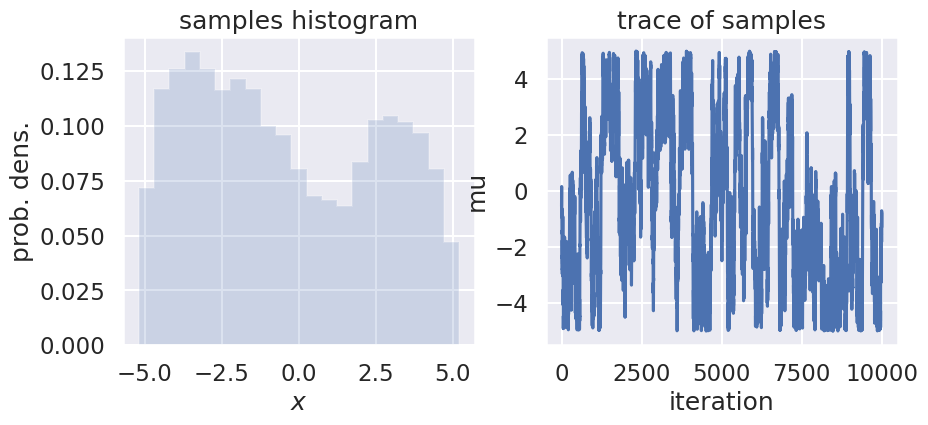 samples histogram
0.125
0.100
0.075
0.050
0.025
0.000
prob. dens.
−5.0 −2.5 0.0 2.5 5.0
x
trace of samples
4
2
0
−2
−4
mu
0 2500 5000 7500 10000
iteration